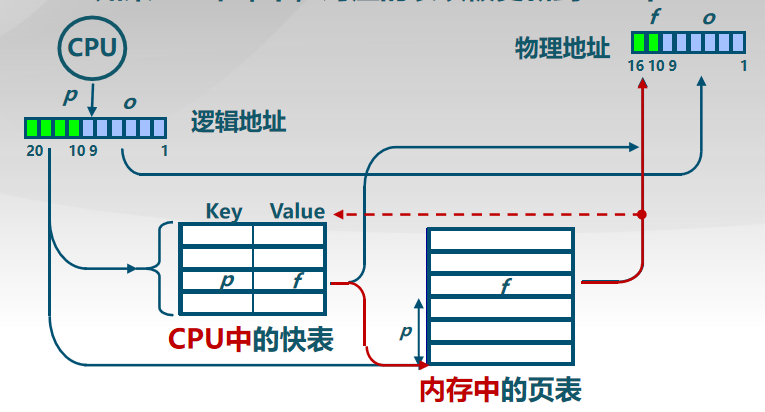 f o
物理地址
16 10 9 1
CPU
p o
逻辑地址
20 10 9 1
Key Value
p f
CPU中的快表
f
p
内存中的页表